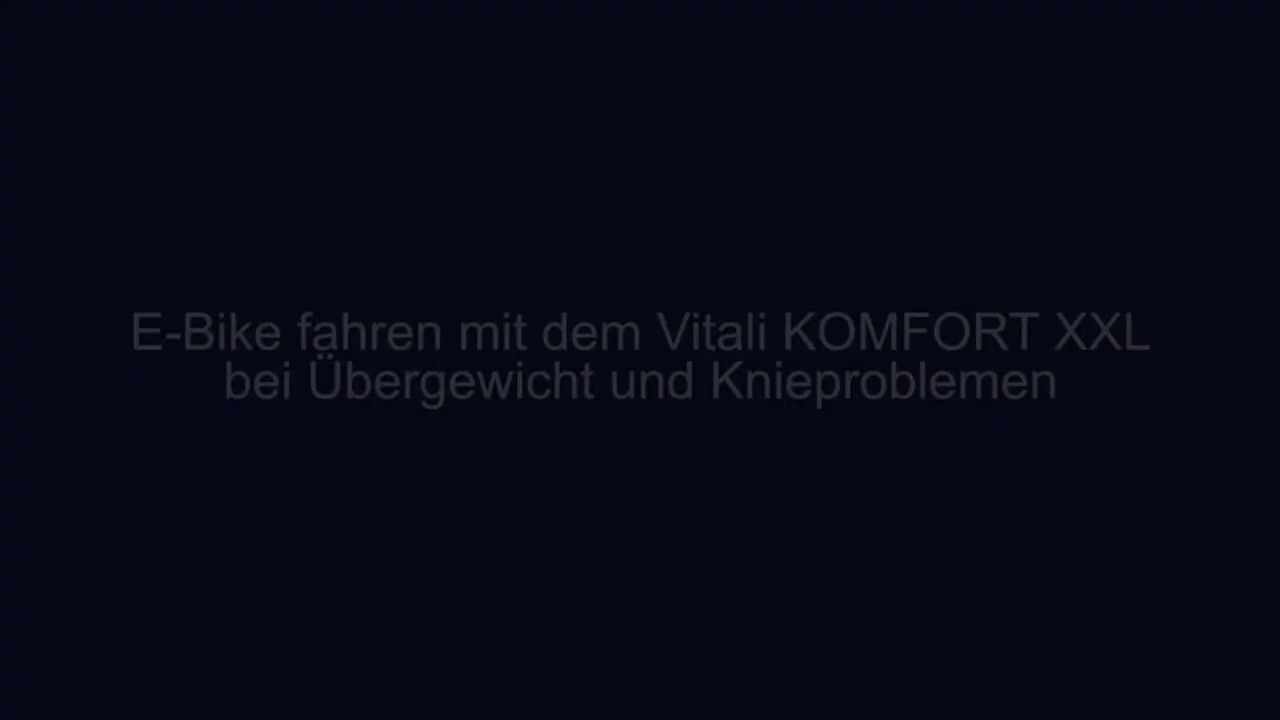 E-Bike fahren mit dem Vitali KOMFORT XXL
bei Übergewicht und Knieproblemen